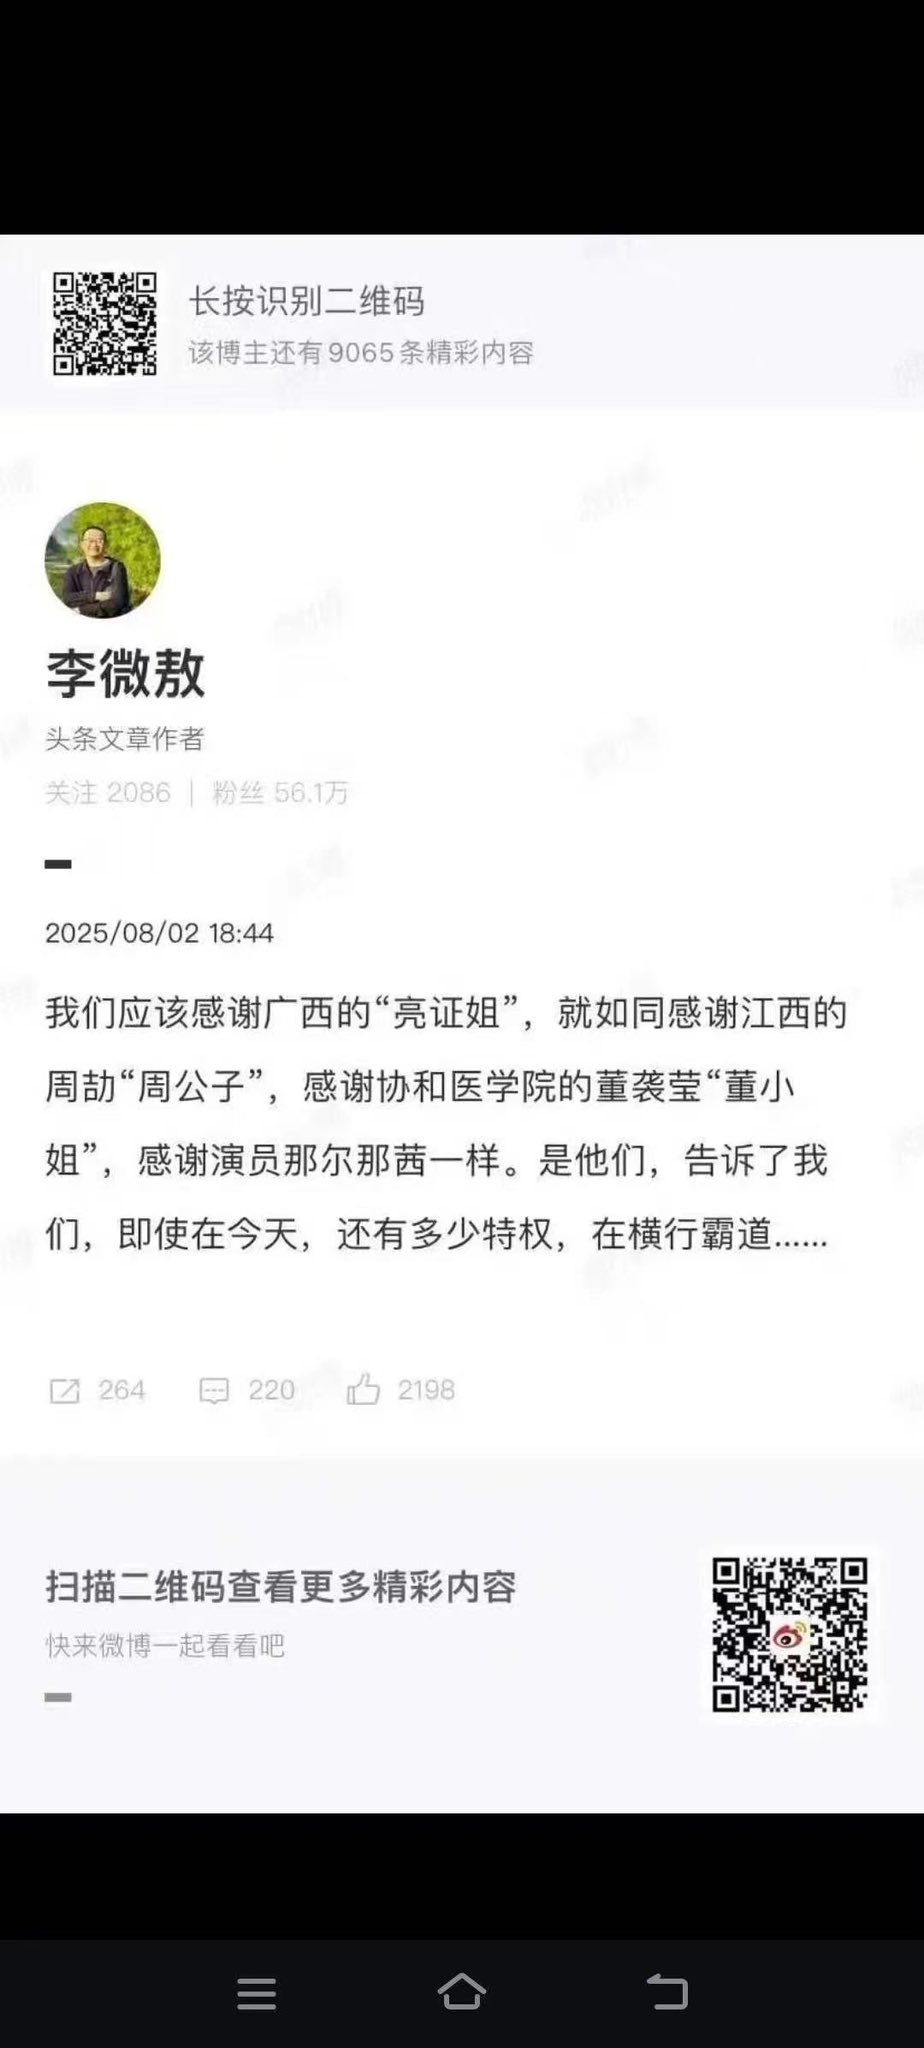 长按识别二维码
该博主还有9065条精彩内容
李微敖
头条文章作者
关注 2086 | 粉丝 56.1万
2025/08/02 18:44
我们应该感谢广西的“亮证姐”，就如同感谢江西的
周劼“周公子”，感谢协和医学院的董袭莹“董小
姐”，感谢演员那尔那茜一样。是他们，告诉了我
们，即使在今天，还有多少特权，在横行霸道……
264 220 2198
扫描二维码查看更多精彩内容
快来微博一起看看吧